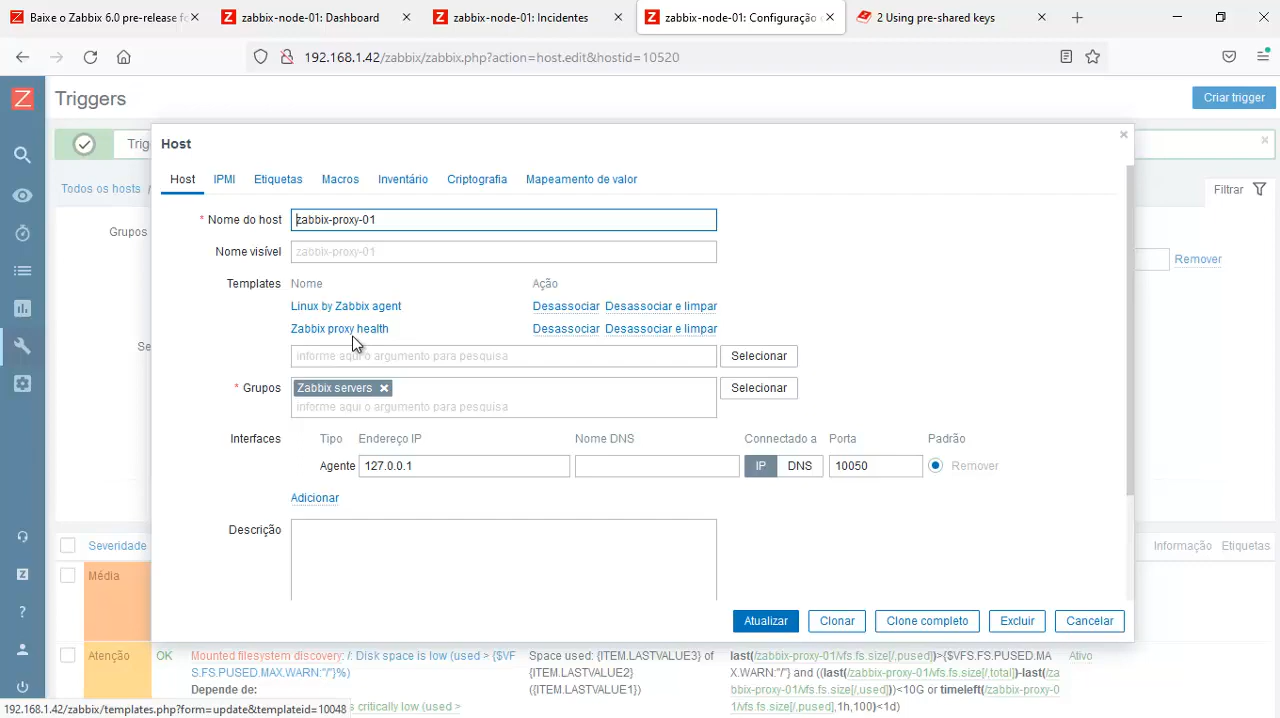 Baixe o Zabbix 6.0 pre-release fo
zabbix-node-01: Dashboard
zabbix-node-01: Incidentes
zabbix-node-01: Configuração
2 Using pre-shared keys
192.168.1.42/zabbix/zabbix.php?action=host.edit&hostid=10520
Triggers
Criar trigger
Trig
Host
Todos os hosts /
Filtrar
Host IPMI Etiquetas Macros Inventário Criptografia Mapeamento de valor
* Nome do host zabbix-proxy-01
Grupos
Nome visível zabbix-proxy-01
Remover
Templates Nome Ação
Linux by Zabbix agent Desassociar Desassociar e limpar
Zabbix proxy health Desassociar Desassociar e limpar
Se
informe aqui o argumento para pesquisa Selecionar
* Grupos Zabbix servers Selecionar
informe aqui o argumento para pesquisa
Interfaces Tipo Endereço IP Nome DNS Conectado a Porta Padrão
Agente 127.0.0.1 IP DNS 10050 Remover
Adicionar
Descrição
Severidade
Informação Etiquetas
Média
Atualizar Clonar Clone completo Excluir Cancelar
Atenção OK Mounted filesystem discovery: /: Disk space is low (used > {$VF
S.FS.PUSED.MAX.WARN:"/"}%)
Depende de:
s critically low (used >
Space used: {ITEM.LASTVALUE3} of
{ITEM.LASTVALUE2}
({ITEM.LASTVALUE1})
last(/zabbix-proxy-01/vfs.fs.size[/,pused])>{$VFS.FS.PUSED.MA
X.WARN:"/"} and ((last(/zabbix-proxy-01/vfs.fs.size[/,total])-last(/za
bbix-proxy-01/vfs.fs.size[/,used]))<10G or timeleft(/zabbix-proxy-0
1/vfs.fs.size[/,pused],1h,100)<1d)
Ativo
192.168.1.42/zabbix/templates.php?form=update&templateid=10048